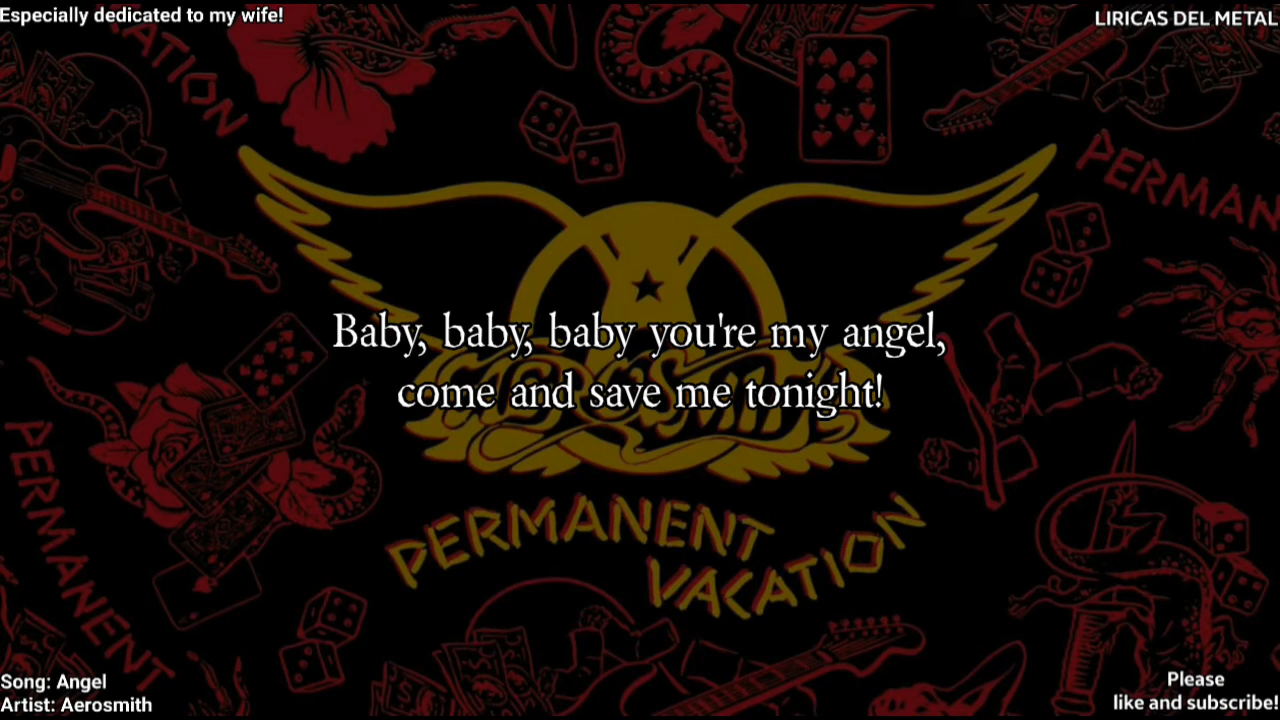 Especially dedicated to my wife!
LIRICAS DEL METAL
VACATION
PERMAN
Baby, baby, baby you're my angel,
come and save me tonight!
AEROSMITH
PERMANENT
VACATION
PERMANENT
Song: Angel
Artist: Aerosmith
Please
like and subscribe!